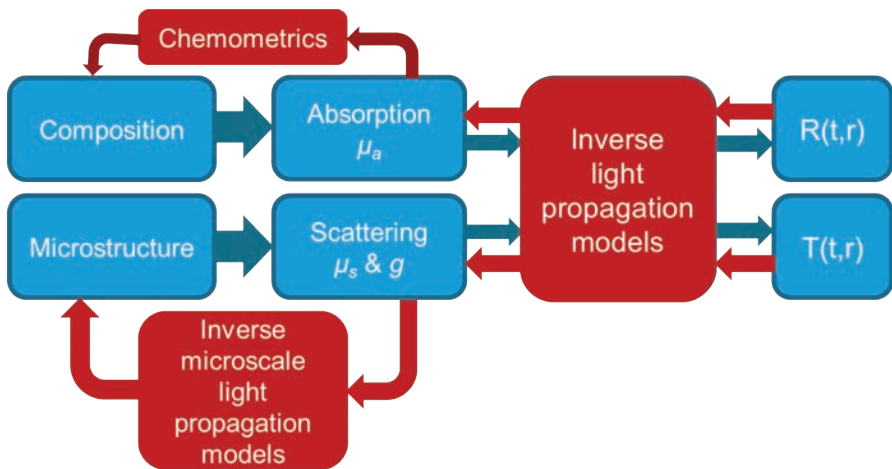 Chemometrics
Composition
Absorption
μa
Inverse
light
propagation
models
R(t,r)
Microstructure
Scattering
μs & g
T(t,r)
Inverse
microscale
light
propagation
models